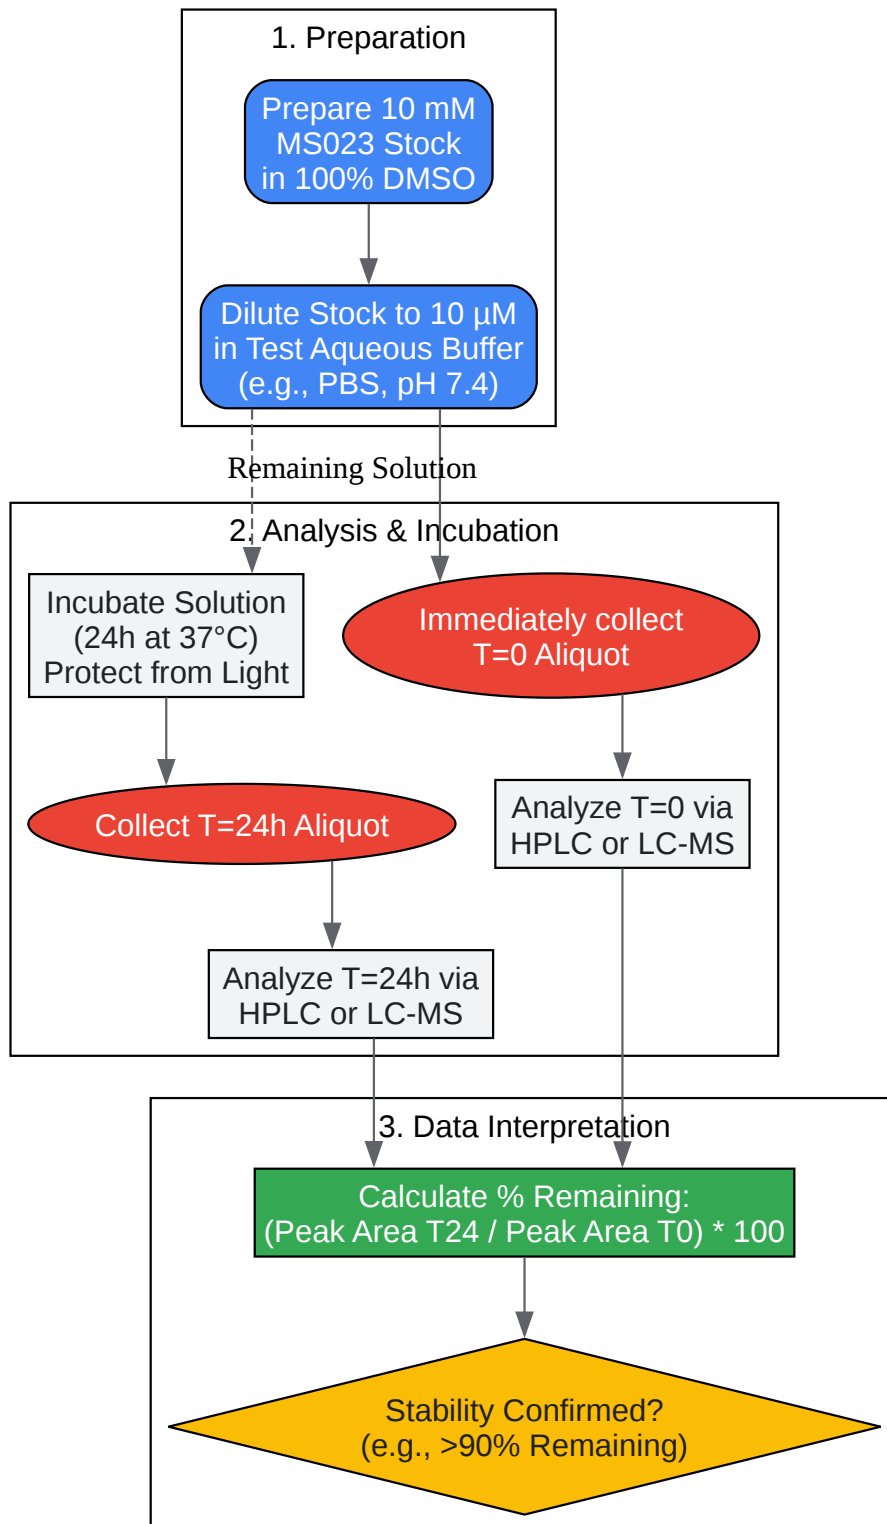 1. Preparation
Prepare 10 mM
MS023 Stock
in 100% DMSO
Dilute Stock to 10 µM
in Test Aqueous Buffer
(e.g., PBS, pH 7.4)
Remaining Solution
2. Analysis & Incubation
Incubate Solution
(24h at 37°C)
Protect from Light
Immediately collect
T=0 Aliquot
Collect T=24h Aliquot
Analyze T=0 via
HPLC or LC-MS
Analyze T=24h via
HPLC or LC-MS
3. Data Interpretation
Calculate % Remaining:
(Peak Area T24 / Peak Area T0) * 100
Stability Confirmed?
(e.g., >90% Remaining)